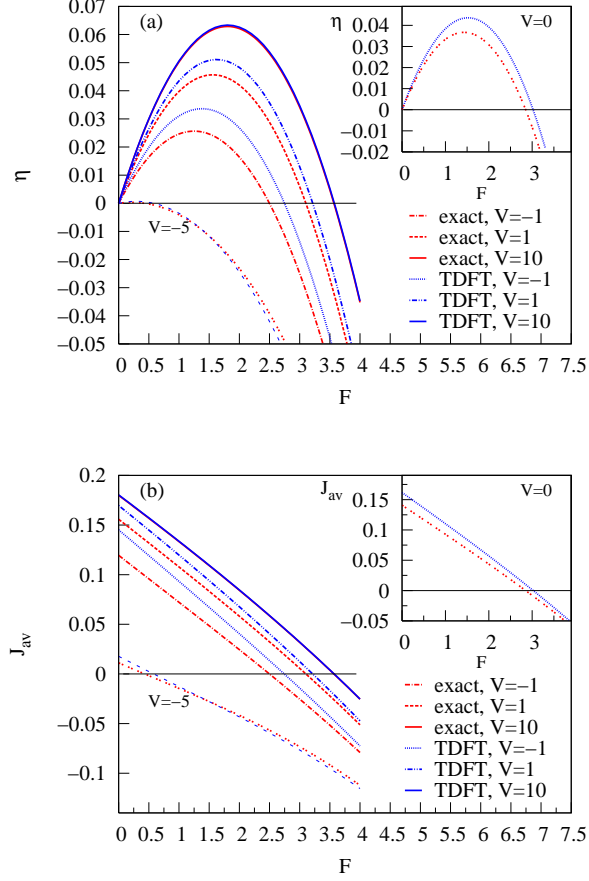 0.07
0.06
0.05
0.04
0.03
0.02
0.01
0
−0.01
−0.02
−0.03
−0.04
−0.05
η
(a)
V=−5
0 0.5 1 1.5 2 2.5 3 3.5 4 4.5 5 5.5 6 6.5 7 7.5
F
η
V=0
0.04
0.03
0.02
0.01
0
−0.01
−0.02
0 1 2 3
F
exact, V=−1
exact, V=1
exact, V=10
TDFT, V=−1
TDFT, V=1
TDFT, V=10
0.2
0.15
0.1
0.05
0
−0.05
−0.1
Jav
(b)
V=−5
0 0.5 1 1.5 2 2.5 3 3.5 4 4.5 5 5.5 6 6.5 7 7.5
F
Jav
V=0
0.15
0.10
0.05
0
−0.05
0 1 2 3
F
exact, V=−1
exact, V=1
exact, V=10
TDFT, V=−1
TDFT, V=1
TDFT, V=10